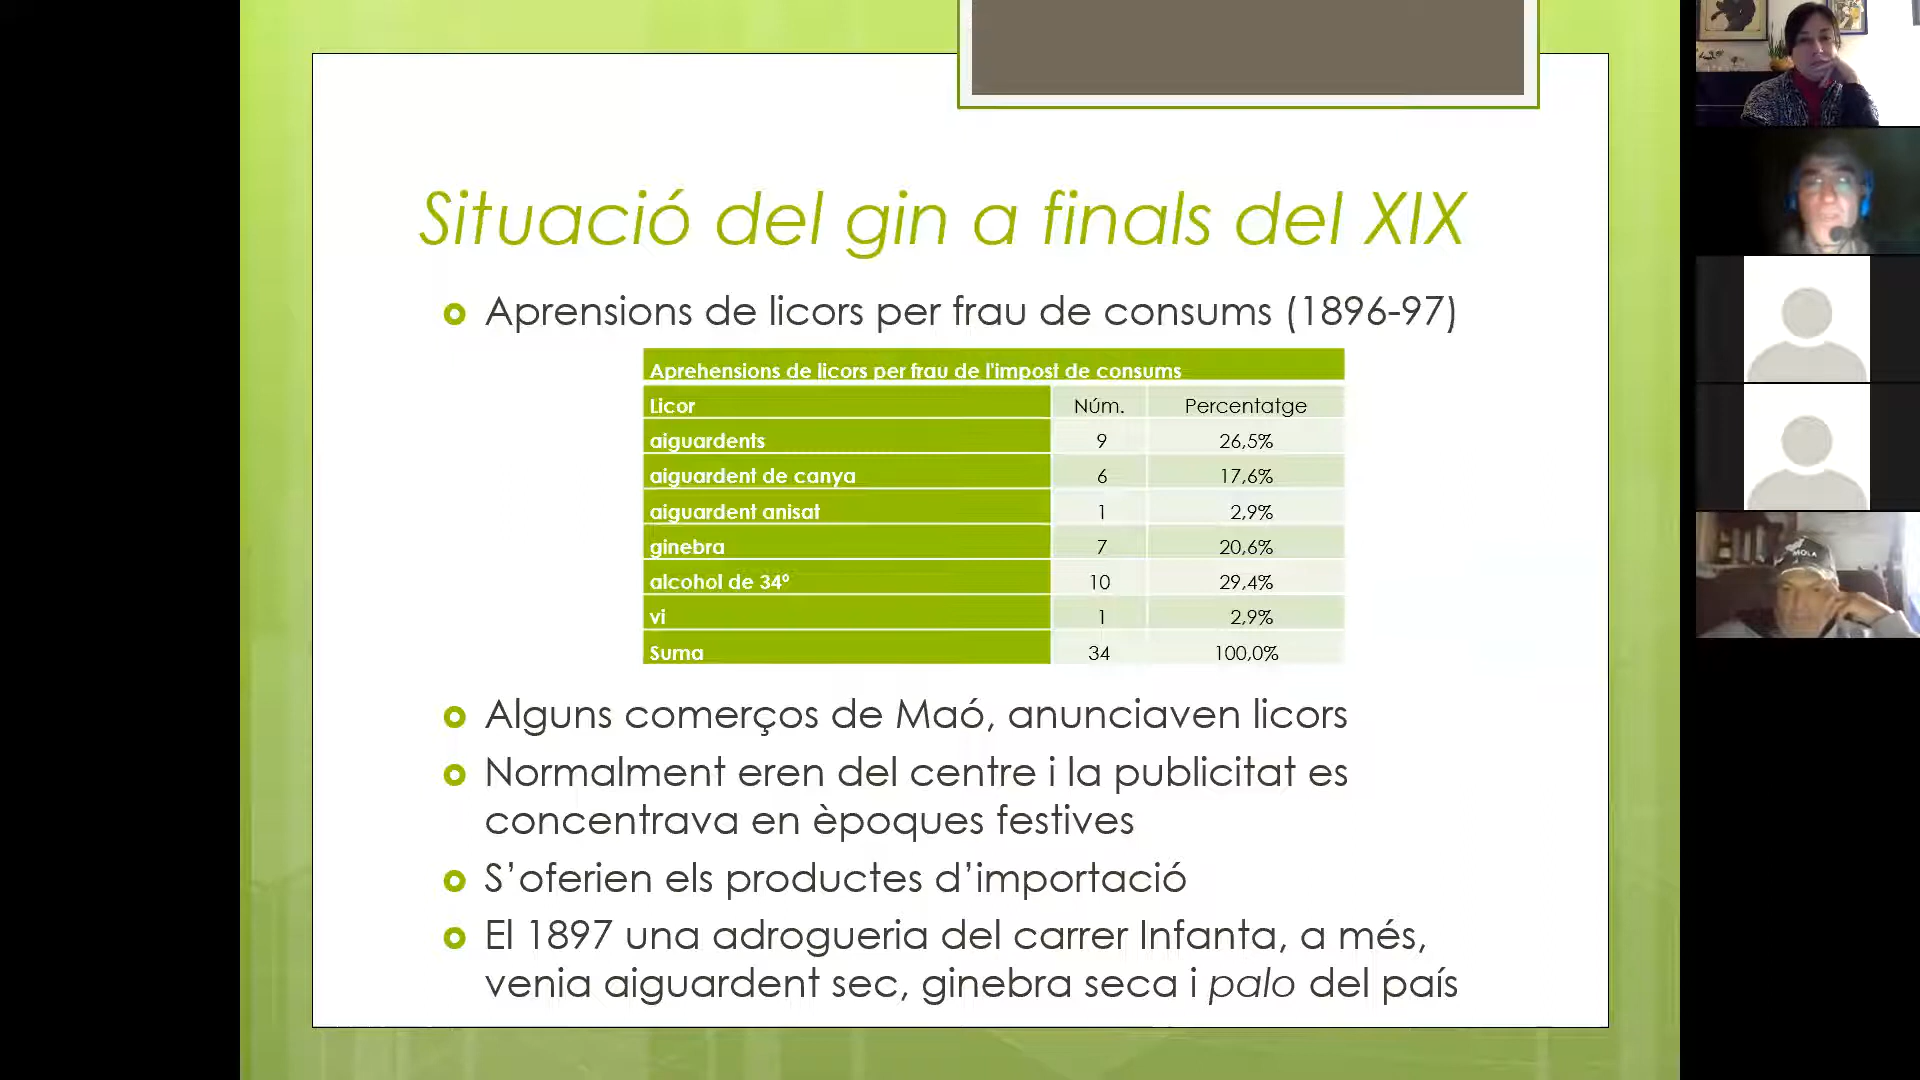 Situació del gin a finals del XIX
Aprensions de licors per frau de consums (1896-97)
Aprehensions de licors per frau de l'impost de consums
Licor Núm. Percentatge
aiguardents 9 26,5%
aiguardent de canya 6 17,6%
aiguardent anisat 1 2,9%
ginebra 7 20,6%
alcohol de 34º 10 29,4%
vi 1 2,9%
Suma 34 100,0%
Alguns comerços de Maó, anunciaven licors
Normalment eren del centre i la publicitat es
concentrava en èpoques festives
S’oferien els productes d’importació
El 1897 una adrogueria del carrer Infanta, a més,
venia aiguardent sec, ginebra seca i palo del país
MOLA